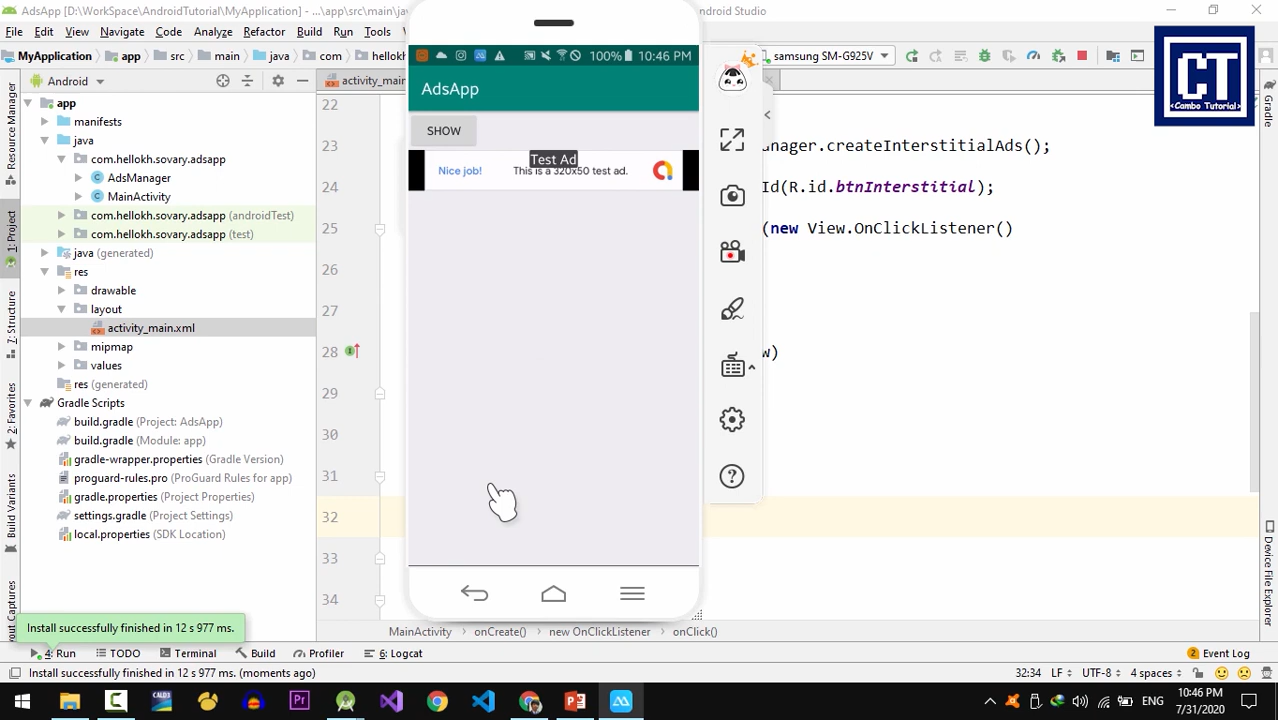 AdsApp [D:\WorkSpace\AndroidTutorial\MyApplication] - ...\app\src\main\j
Android Studio
File Edit View Navigate Code Analyze Refactor Build Run Tools
MyApplication app src main java com hellokh
samsung SM-G925V
CT
<Cambo Tutorial>
Android
activity_main
app
manifests
java
com.hellokh.sovary.adsapp
AdsManager
MainActivity
com.hellokh.sovary.adsapp (androidTest)
com.hellokh.sovary.adsapp (test)
java (generated)
res
drawable
layout
activity_main.xml
mipmap
values
res (generated)
Gradle Scripts
build.gradle (Project: AdsApp)
build.gradle (Module: app)
gradle-wrapper.properties (Gradle Version)
proguard-rules.pro (ProGuard Rules for app)
gradle.properties (Project Properties)
settings.gradle (Project Settings)
local.properties (SDK Location)
Resource Manager
1: Project
Z: Structure
2: Favorites
Build Variants
Layout Captures
22
23
24
25
26
27
28
29
30
31
32
33
34
100% 10:46 PM
AdsApp
SHOW
Test Ad
Nice job! This is a 320x50 test ad.
anager.createInterstitialAds();
Id(R.id.btnInterstitial);
(new View.OnClickListener()
w)
Gradle
Device File Explorer
Install successfully finished in 12 s 977 ms.
MainActivity onCreate() new OnClickListener onClick()
4: Run TODO Terminal Build Profiler 6: Logcat
2 Event Log
Install successfully finished in 12 s 977 ms. (moments ago)
32:34 LF UTF-8 4 spaces
CALD3
Pr
ENG
10:46 PM
7/31/2020